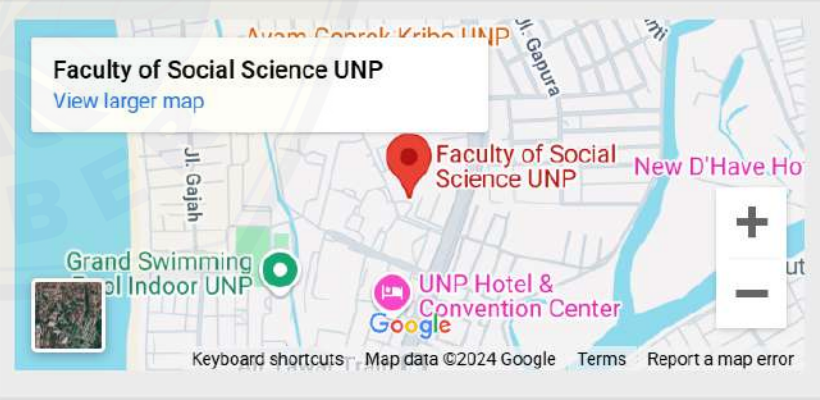 Ayam Geprek Kribo UNP
Jl. Gapura
Faculty of Social Science UNP
View larger map
Jl. Gajah
Faculty of Social
Science UNP
New D'Have Ho
Grand Swimming
Pool Indoor UNP
UNP Hotel &
Convention Center
Google
Keyboard shortcuts
Map data ©2024 Google
Terms
Report a map error